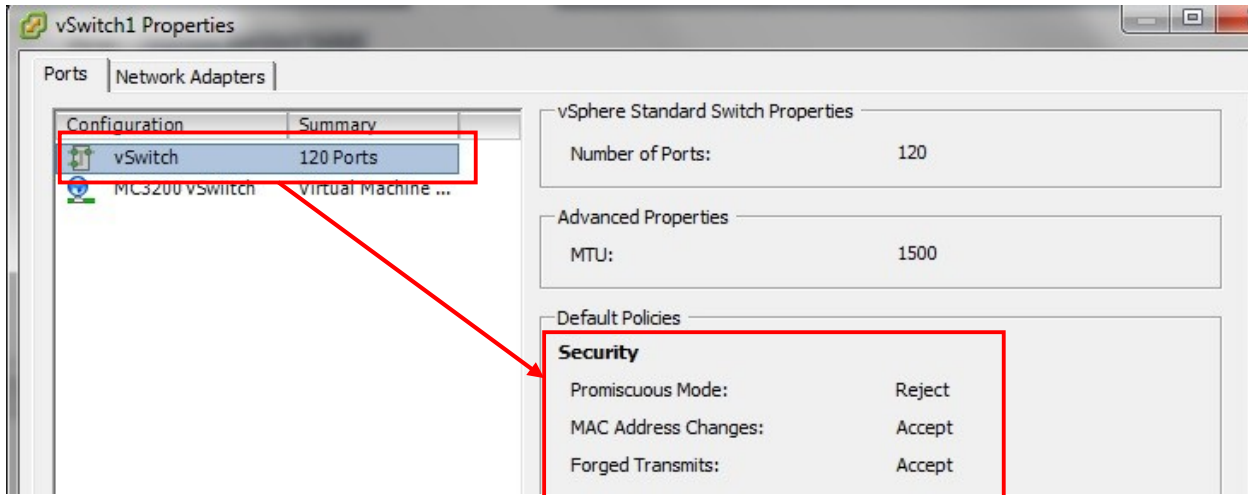 vSwitch1 Properties
Ports Network Adapters
Configuration Summary
vSwitch 120 Ports
MC3200 vSwiitch Virtual Machine ...
vSphere Standard Switch Properties
Number of Ports: 120
Advanced Properties
MTU: 1500
Default Policies
Security
Promiscuous Mode: Reject
MAC Address Changes: Accept
Forged Transmits: Accept